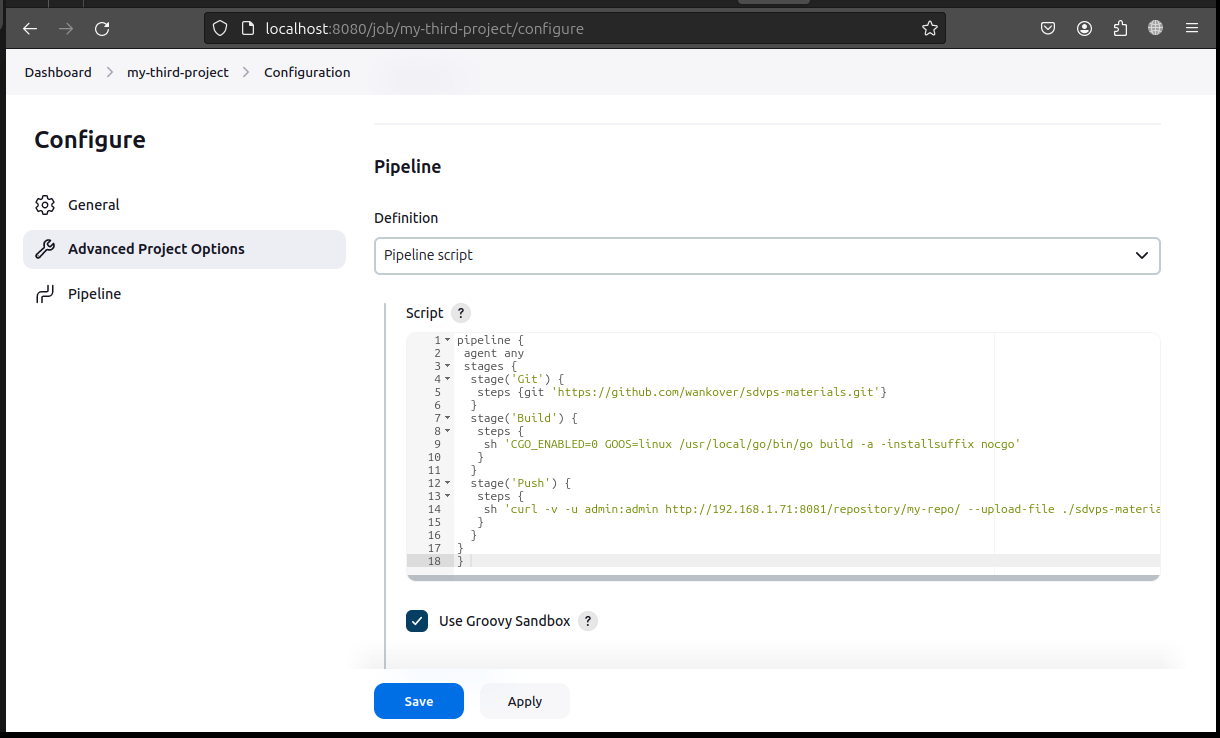 localhost:8080/job/my-third-project/configure
Dashboard > my-third-project > Configuration
Configure
General
Advanced Project Options
Pipeline
Pipeline
Definition
Pipeline script
Script ?
1 pipeline {
2 agent any
3 stages {
4 stage('Git') {
5 steps {git 'https://github.com/wankover/sdvps-materials.git'}
6 }
7 stage('Build') {
8 steps {
9 sh 'CGO_ENABLED=0 GOOS=linux /usr/local/go/bin/go build -a -installsuffix nocgo'
10 }
11 }
12 stage('Push') {
13 steps {
14 sh 'curl -v -u admin:admin http://192.168.1.71:8081/repository/my-repo/ --upload-file ./sdvps-materia
15 }
16 }
17 }
18 }
Use Groovy Sandbox ?
Save Apply